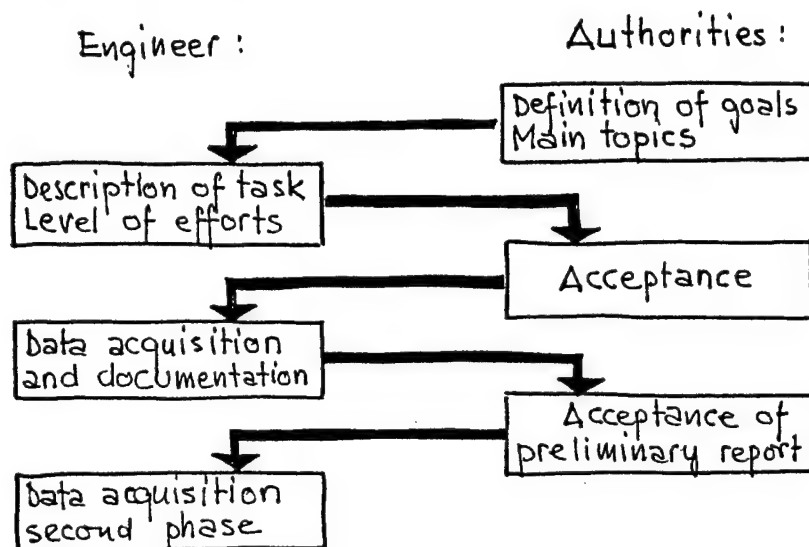 Engineer :
Authorities :
Definition of goals
Main topics
Description of task
Level of efforts
Acceptance
Data acquisition
and documentation
Acceptance of
preliminary report
Data acquisition
second phase